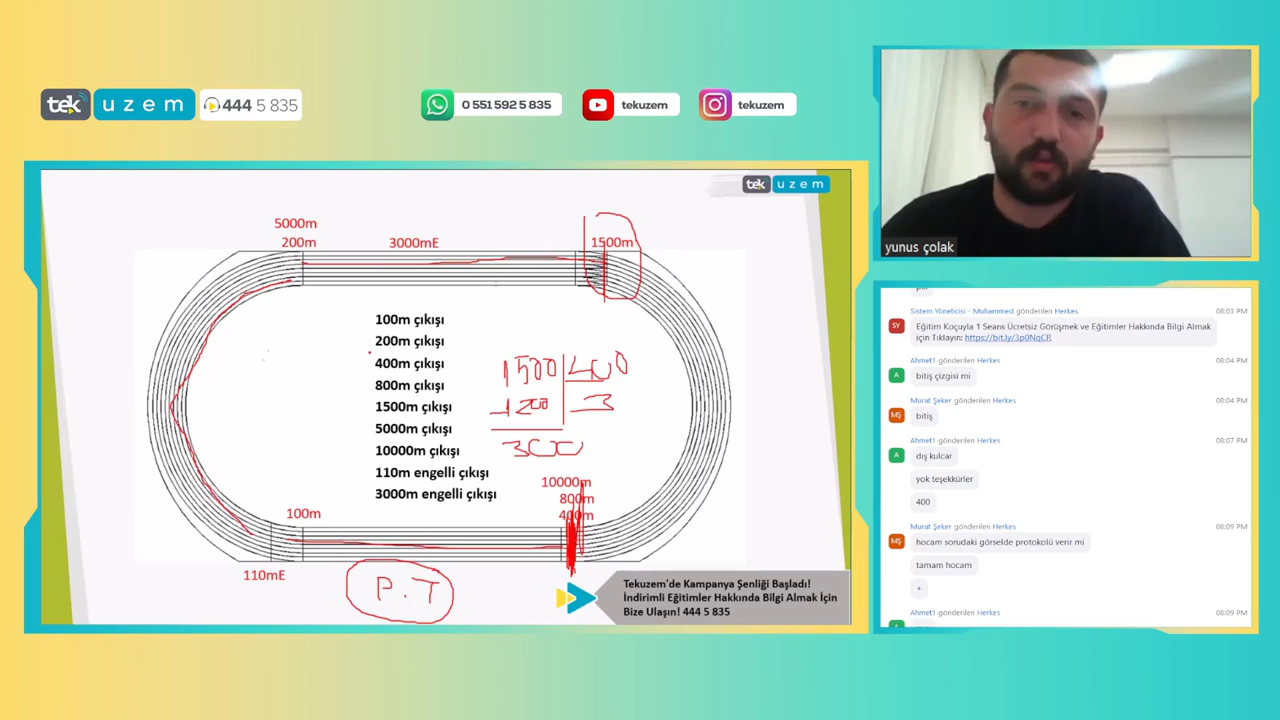 tek uzem 444 5 835
0 551 592 5 835
tekuzem
tekuzem
tek uzem
5000m
200m
3000mE
1500m
100m çıkışı
200m çıkışı
400m çıkışı
800m çıkışı
1500m çıkışı
5000m çıkışı
10000m çıkışı
110m engelli çıkışı
3000m engelli çıkışı
1500 400
1200 3
300
10000m
800m
400m
100m
110mE
P.T
Tekuzem'de Kampanya Şenliği Başladı!
İndirimli Eğitimler Hakkında Bilgi Almak İçin
Bize Ulaşın! 444 5 835
yunus çolak
Sistem Yöneticisi - Muhammed gönderilen Herkes 08:03 PM
SY
Eğitim Koçuyla 1 Seans Ücretsiz Görüşmek ve Eğitimler Hakkında Bilgi Almak
için Tıklayın: https://bit.ly/3p0NqCR
Ahmet1 gönderilen Herkes 08:04 PM
A bitiş çizgisi mi
Murat Şeker gönderilen Herkes 08:04 PM
MŞ bitiş
Ahmet1 gönderilen Herkes 08:07 PM
A dış kulcar
yok teşekkürler
400
Murat Şeker gönderilen Herkes 08:09 PM
MŞ hocam sorudaki görselde protokolü verir mi
tamam hocam
+
Ahmet1 gönderilen Herkes 08:09 PM